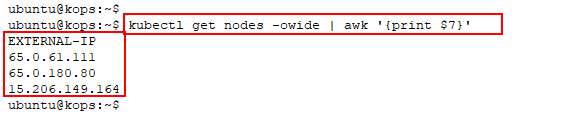 ubuntu@kops:~$
ubuntu@kops:~$ kubectl get nodes -owide | awk '{print $7}'
EXTERNAL-IP
65.0.61.111
65.0.180.80
15.206.149.164
ubuntu@kops:~$